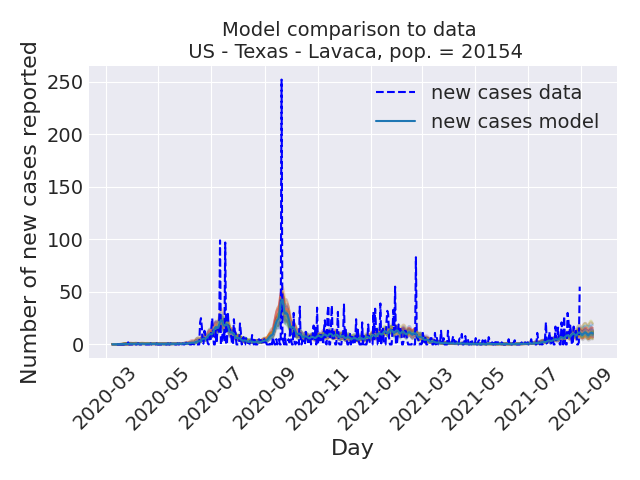 Model comparison to data
US - Texas - Lavaca, pop. = 20154
Number of new cases reported
250
200
150
100
50
0
new cases data
new cases model
2020-03
2020-05
2020-07
2020-09
2020-11
2021-01
2021-03
2021-05
2021-07
2021-09
Day